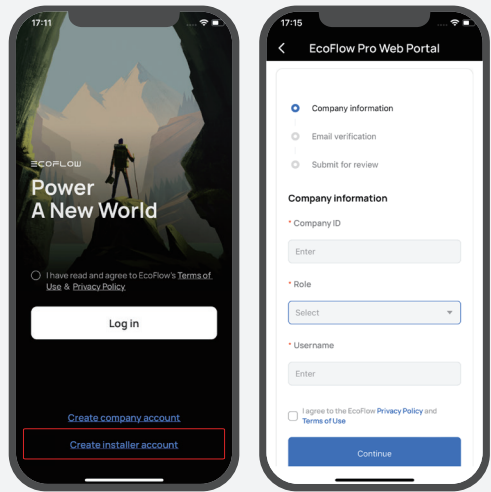 17:11
ECOFLOW
Power
A New World
I have read and agree to EcoFlow's Terms of
Use & Privacy Policy
Log in
Create company account
Create installer account
17:15
EcoFlow Pro Web Portal
Company information
Email verification
Submit for review
Company information
* Company ID
Enter
* Role
Select
* Username
Enter
I agree to the EcoFlow Privacy Policy and
Terms of Use
Continue